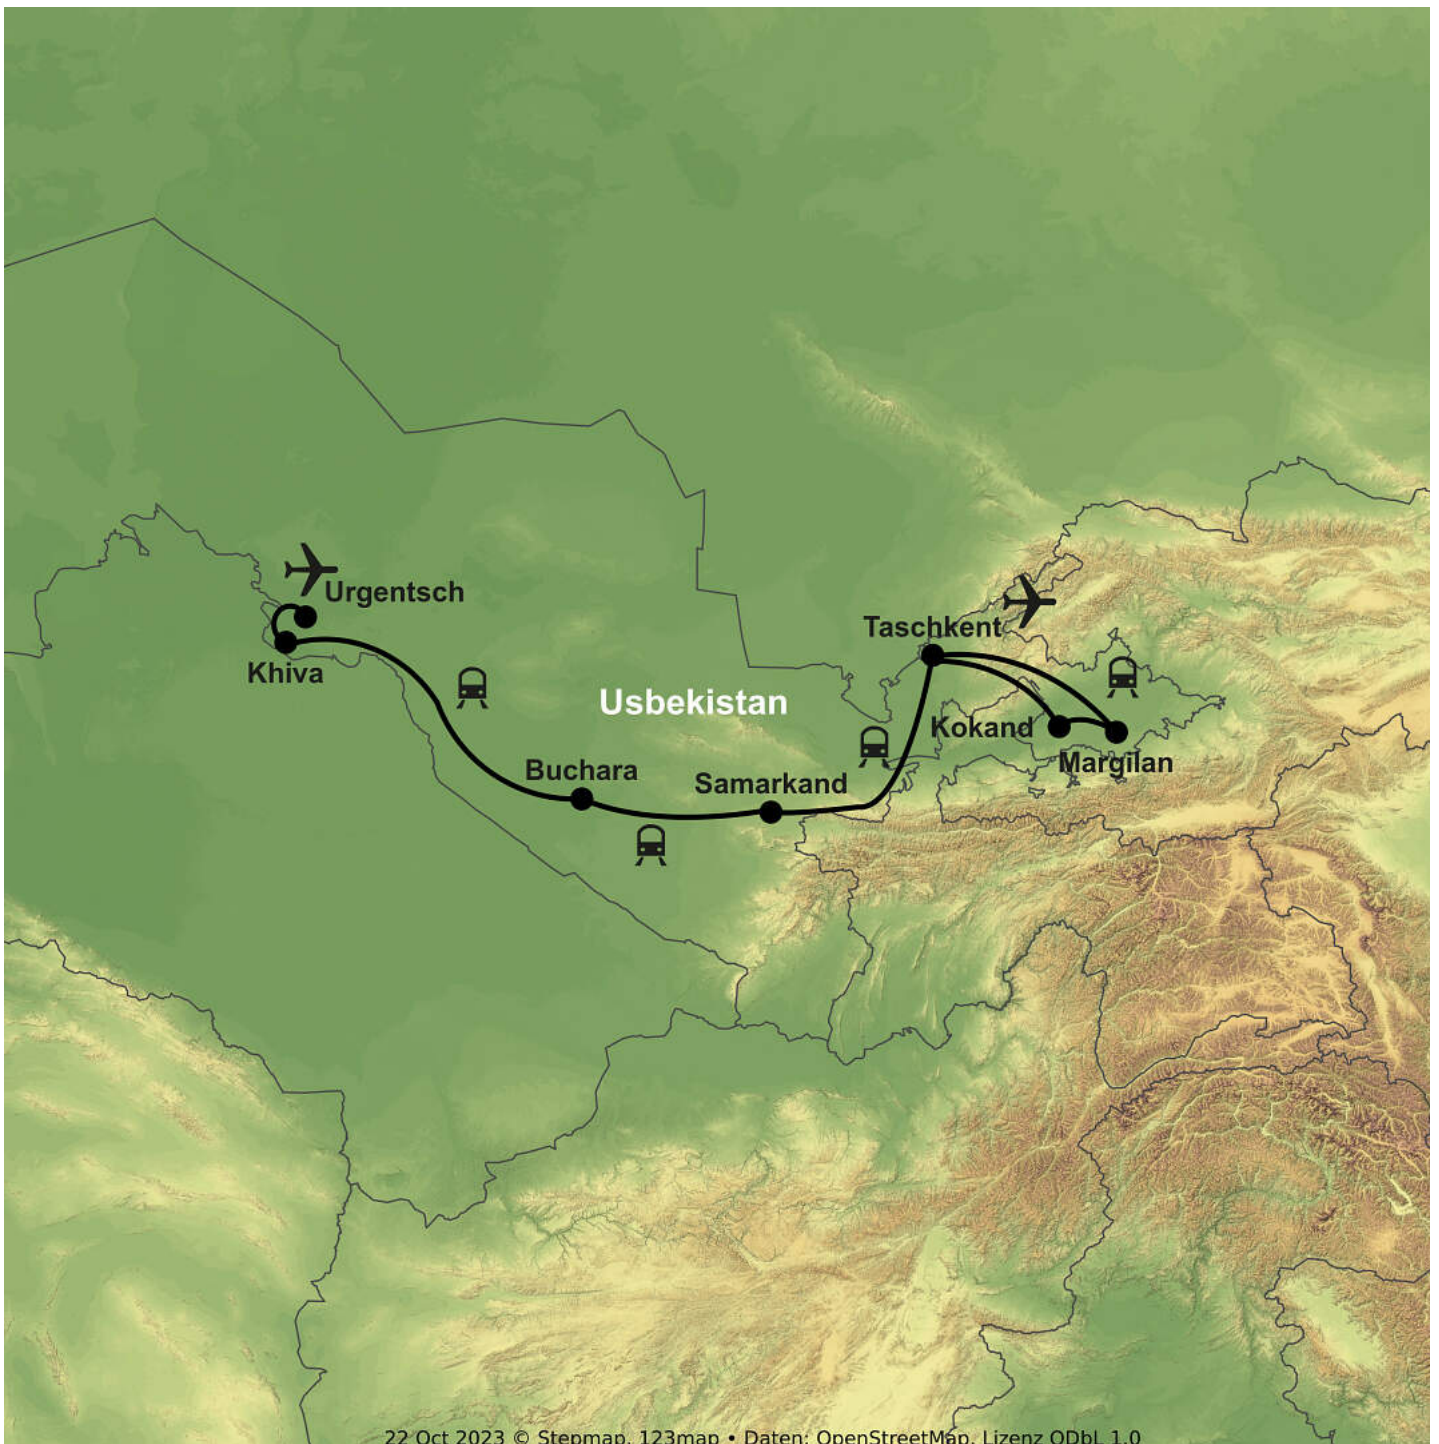 Urgentsch
Taschkent
Khiva
Usbekistan
Kokand
Margilan
Buchara
Samarkand
22 Oct 2023 © Stepmap, 123map • Daten: OpenStreetMap, Lizenz ODbL 1.0